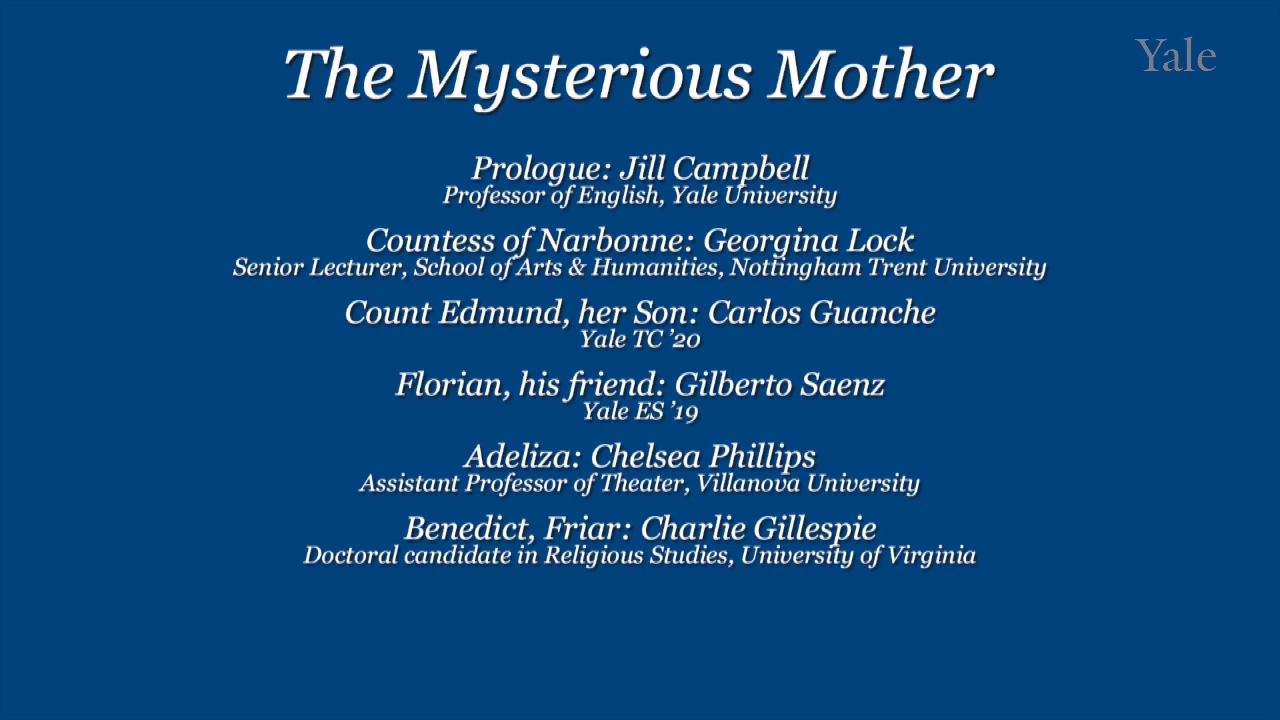 The Mysterious Mother
Yale
Prologue: Jill Campbell
Professor of English, Yale University
Countess of Narbonne: Georgina Lock
Senior Lecturer, School of Arts & Humanities, Nottingham Trent University
Count Edmund, her Son: Carlos Guanche
Yale TC ’20
Florian, his friend: Gilberto Saenz
Yale ES ’19
Adeliza: Chelsea Phillips
Assistant Professor of Theater, Villanova University
Benedict, Friar: Charlie Gillespie
Doctoral candidate in Religious Studies, University of Virginia